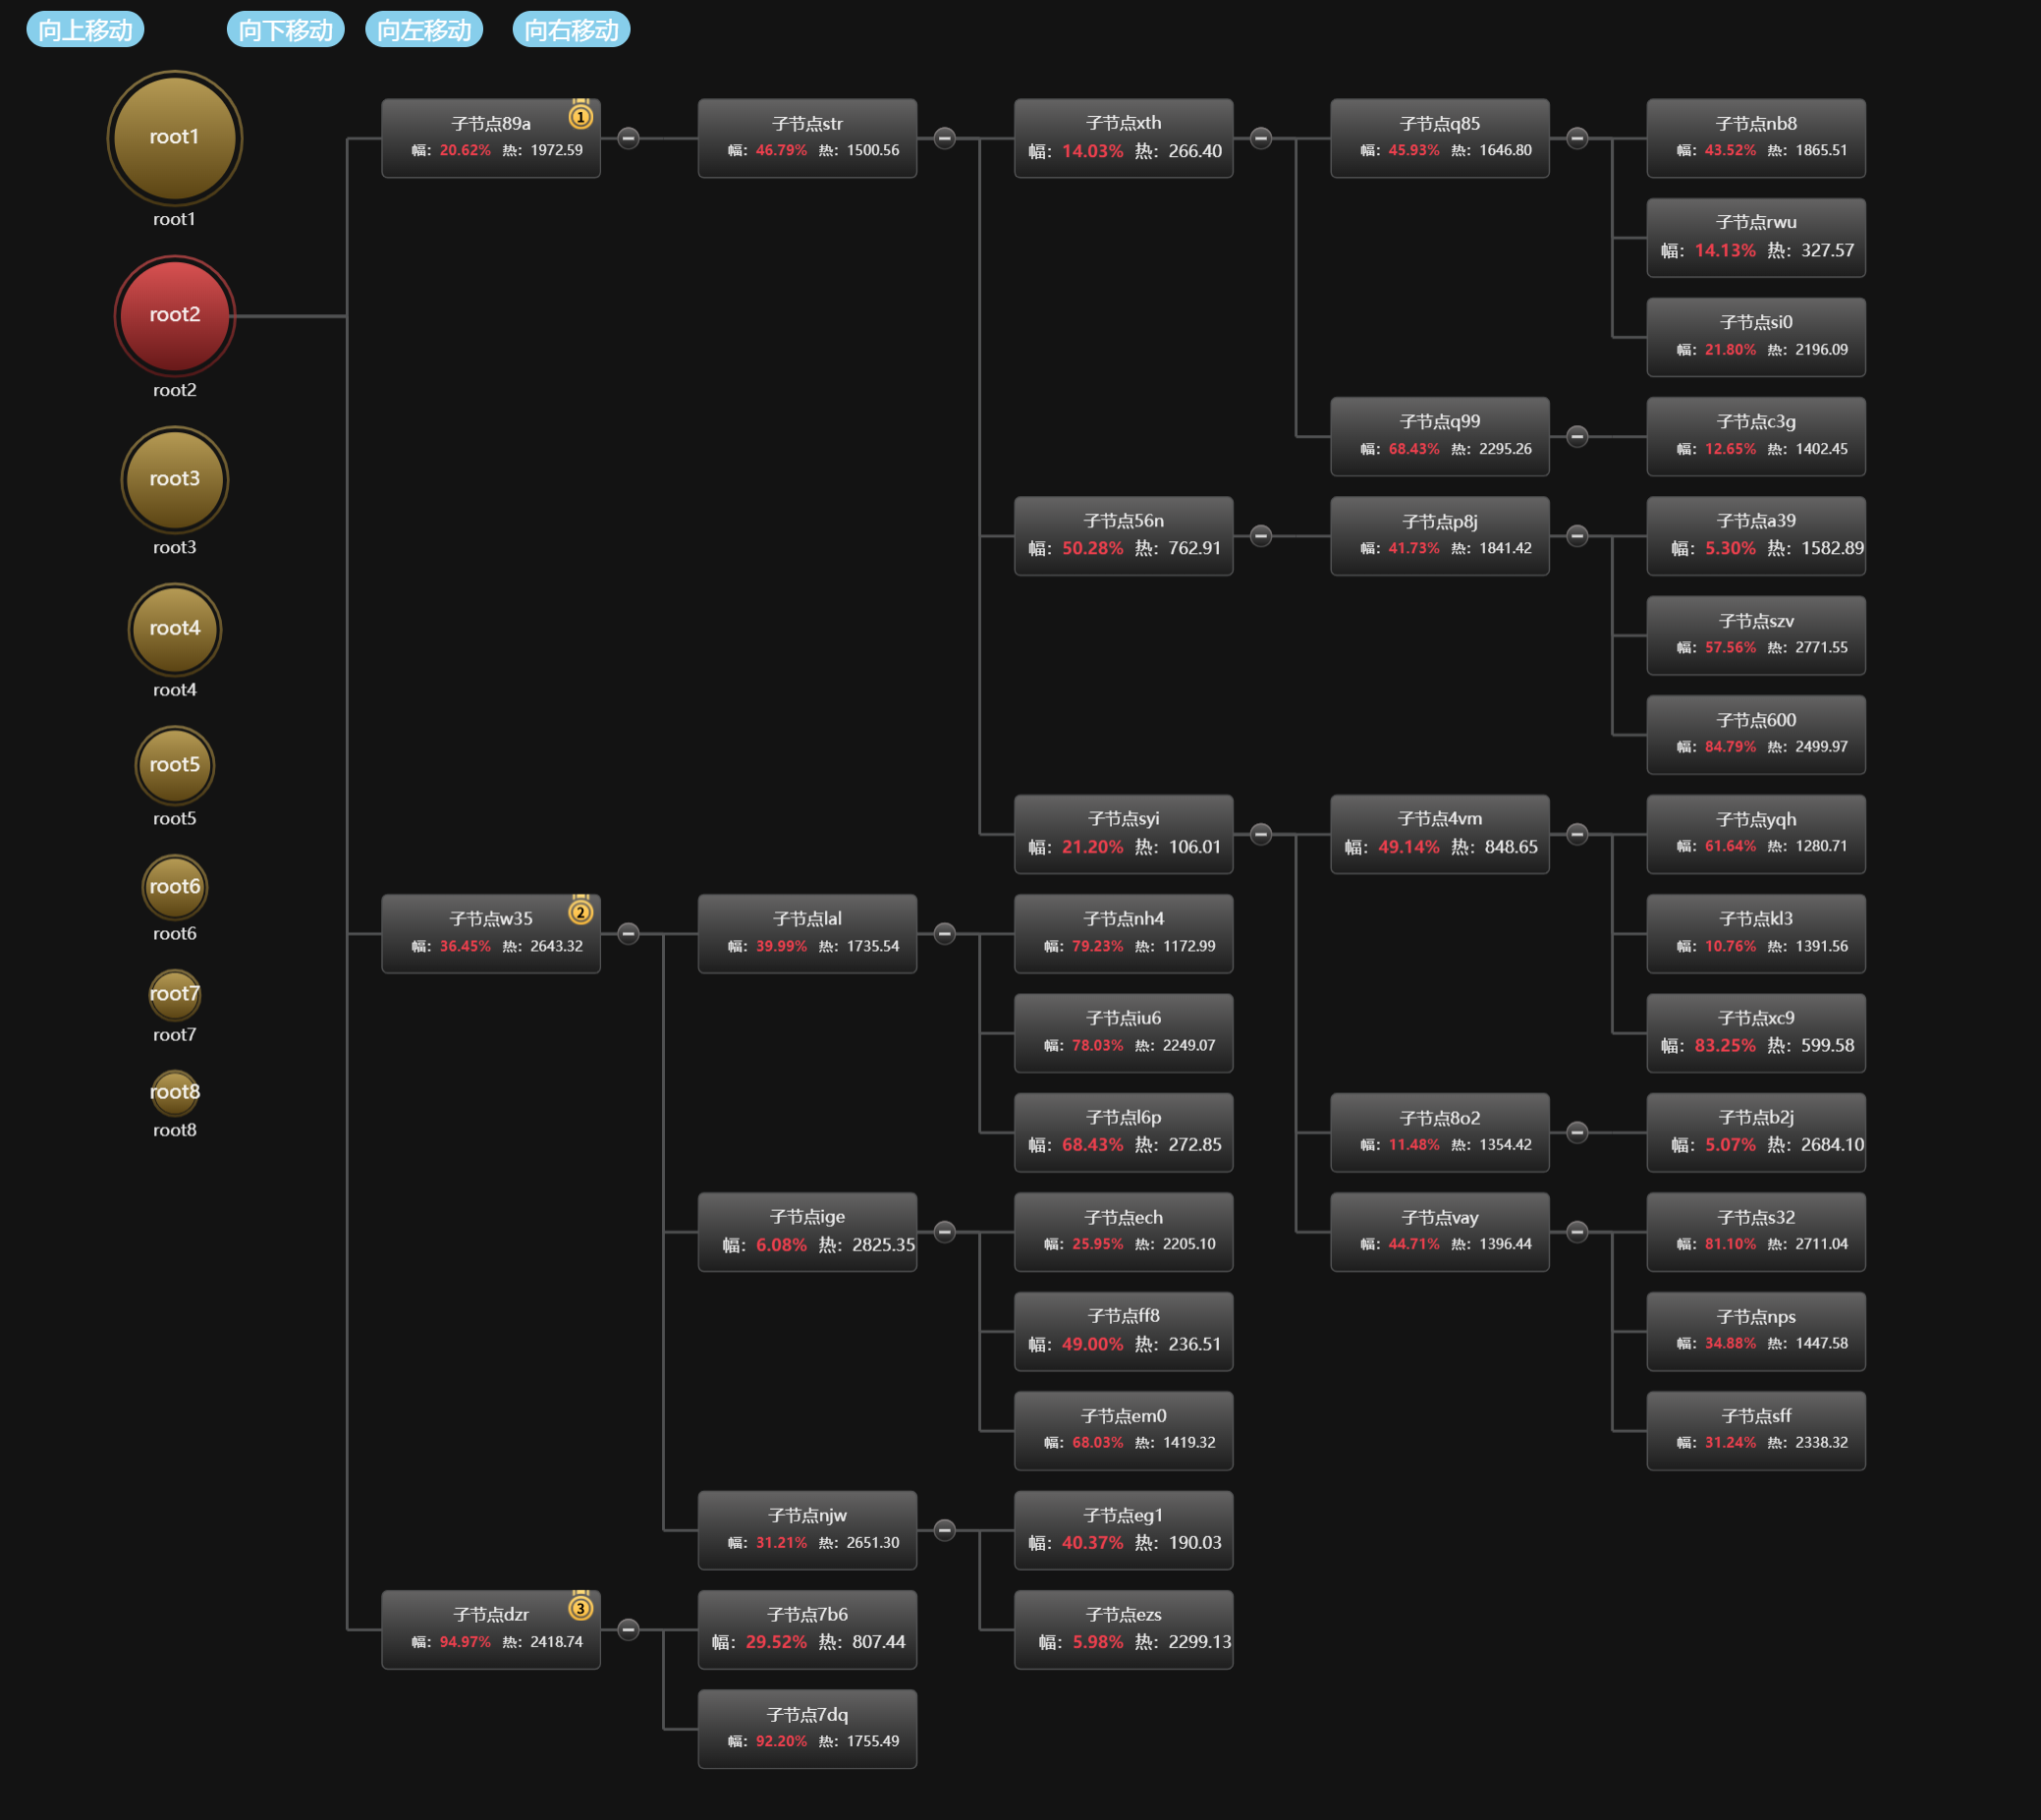 向上移动
向下移动
向左移动
向右移动
root1
root1
root2
root2
root3
root3
root4
root4
root5
root5
root6
root6
root7
root7
root8
root8
子节点89a
1
幅: 20.62% 热: 1972.59
子节点str
幅: 46.79% 热: 1500.56
子节点xth
幅: 14.03% 热: 266.40
子节点q85
幅: 45.93% 热: 1646.80
子节点nb8
幅: 43.52% 热: 1865.51
子节点rwu
幅: 14.13% 热: 327.57
子节点si0
幅: 21.80% 热: 2196.09
子节点q99
幅: 68.43% 热: 2295.26
子节点c3g
幅: 12.65% 热: 1402.45
子节点56n
幅: 50.28% 热: 762.91
子节点p8j
幅: 41.73% 热: 1841.42
子节点a39
幅: 5.30% 热: 1582.89
子节点szv
幅: 57.56% 热: 2771.55
子节点600
幅: 84.79% 热: 2499.97
子节点syi
幅: 21.20% 热: 106.01
子节点4vm
幅: 49.14% 热: 848.65
子节点yqh
幅: 61.64% 热: 1280.71
子节点kl3
幅: 10.76% 热: 1391.56
子节点xc9
幅: 83.25% 热: 599.58
子节点8o2
幅: 11.48% 热: 1354.42
子节点b2j
幅: 5.07% 热: 2684.10
子节点vay
幅: 44.71% 热: 1396.44
子节点s32
幅: 81.10% 热: 2711.04
子节点nps
幅: 34.88% 热: 1447.58
子节点sff
幅: 31.24% 热: 2338.32
子节点w35
2
幅: 36.45% 热: 2643.32
子节点lal
幅: 39.99% 热: 1735.54
子节点nh4
幅: 79.23% 热: 1172.99
子节点iu6
幅: 78.03% 热: 2249.07
子节点l6p
幅: 68.43% 热: 272.85
子节点ige
幅: 6.08% 热: 2825.35
子节点ech
幅: 25.95% 热: 2205.10
子节点ff8
幅: 49.00% 热: 236.51
子节点em0
幅: 68.03% 热: 1419.32
子节点njw
幅: 31.21% 热: 2651.30
子节点eg1
幅: 40.37% 热: 190.03
子节点ezs
幅: 5.98% 热: 2299.13
子节点dzr
3
幅: 94.97% 热: 2418.74
子节点7b6
幅: 29.52% 热: 807.44
子节点7dq
幅: 92.20% 热: 1755.49